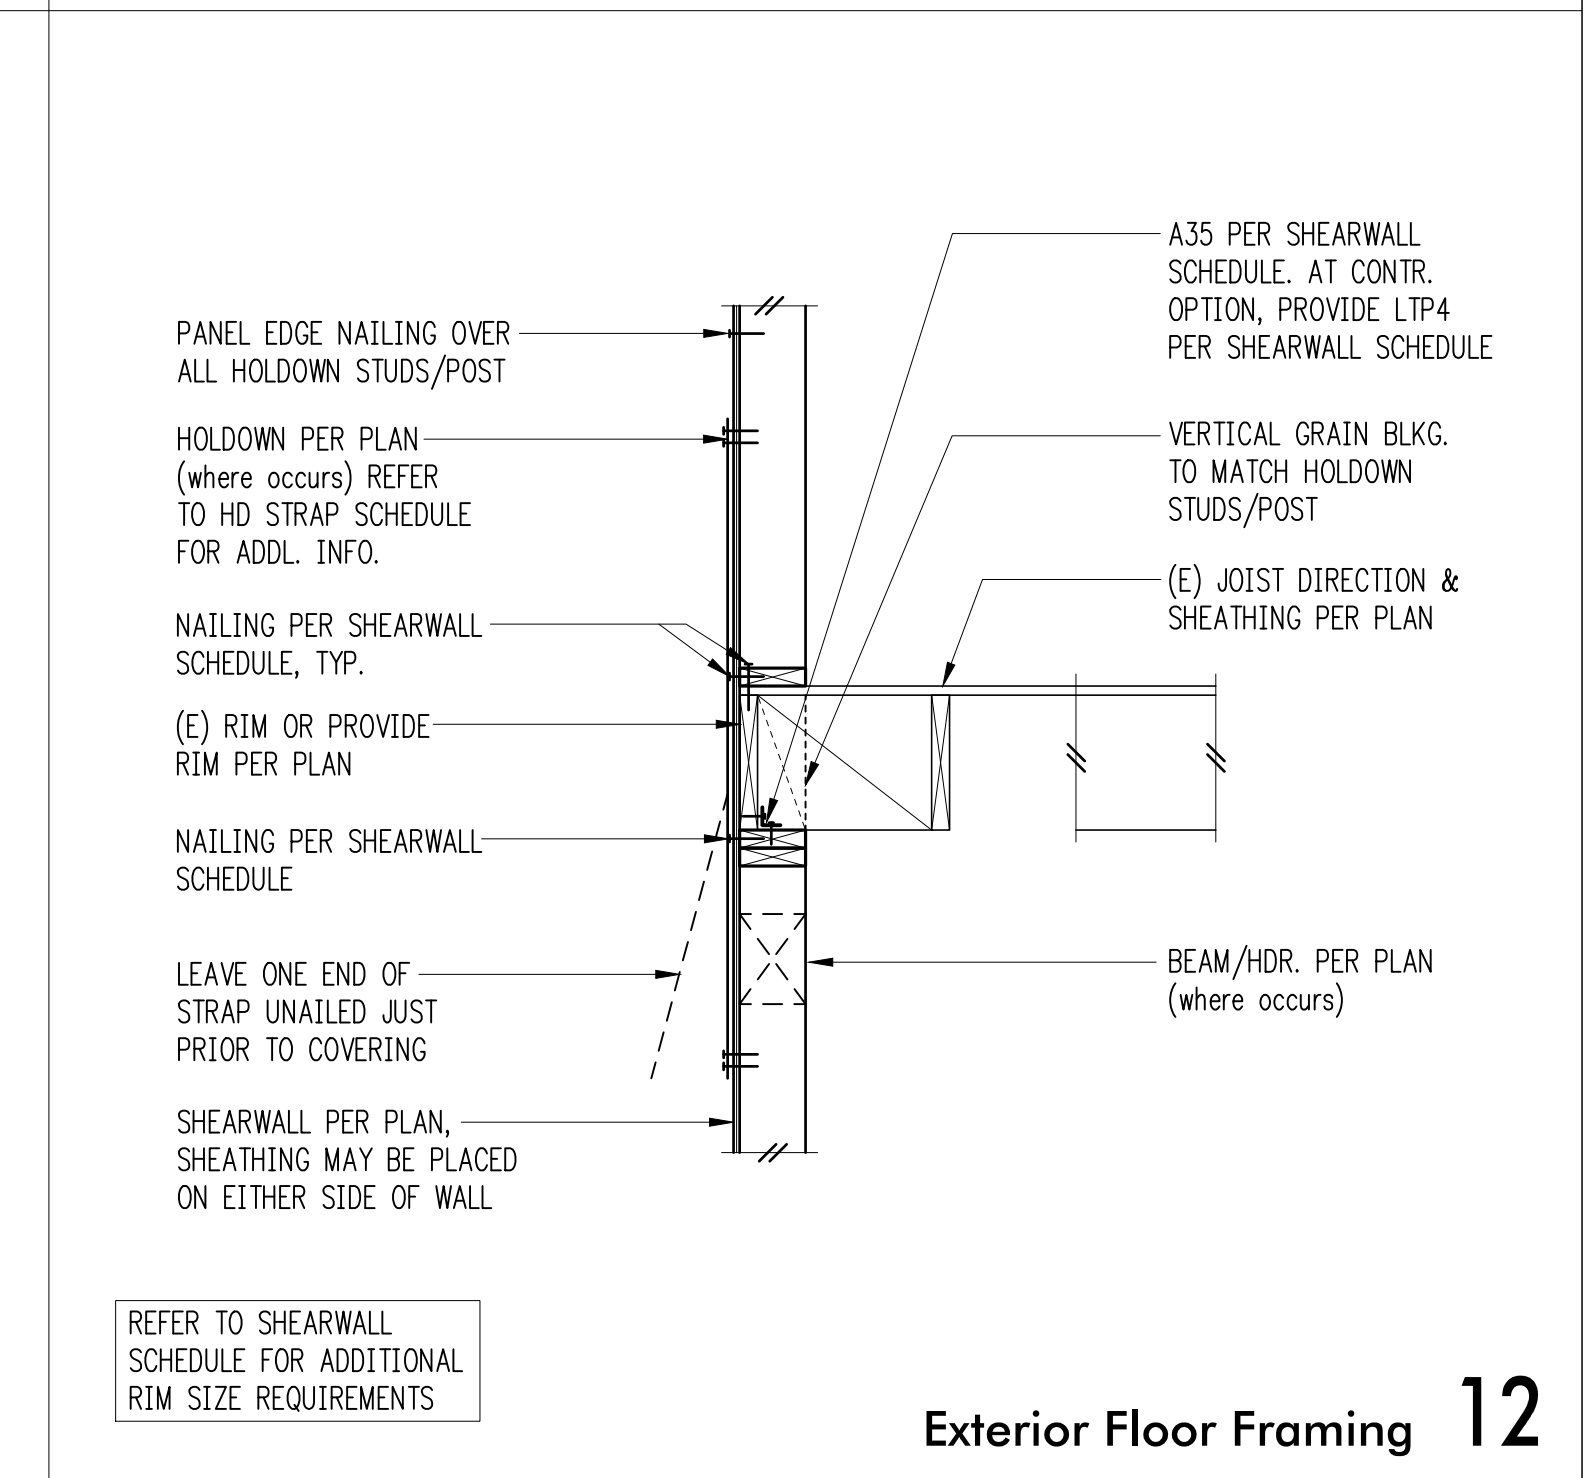 PANEL EDGE NAILING OVER
ALL HOLDOWN STUDS/POST
HOLDOWN PER PLAN
(where occurs) REFER
TO HD STRAP SCHEDULE
FOR ADDL. INFO.
NAILING PER SHEARWALL
SCHEDULE, TYP.
(E) RIM OR PROVIDE
RIM PER PLAN
NAILING PER SHEARWALL
SCHEDULE
LEAVE ONE END OF
STRAP UNAILED JUST
PRIOR TO COVERING
SHEARWALL PER PLAN,
SHEATHING MAY BE PLACED
ON EITHER SIDE OF WALL
A35 PER SHEARWALL
SCHEDULE. AT CONTR.
OPTION, PROVIDE LTP4
PER SHEARWALL SCHEDULE
VERTICAL GRAIN BLKG.
TO MATCH HOLDOWN
STUDS/POST
(E) JOIST DIRECTION &
SHEATHING PER PLAN
BEAM/HDR. PER PLAN
(where occurs)
REFER TO SHEARWALL
SCHEDULE FOR ADDITIONAL
RIM SIZE REQUIREMENTS
Exterior Floor Framing 12